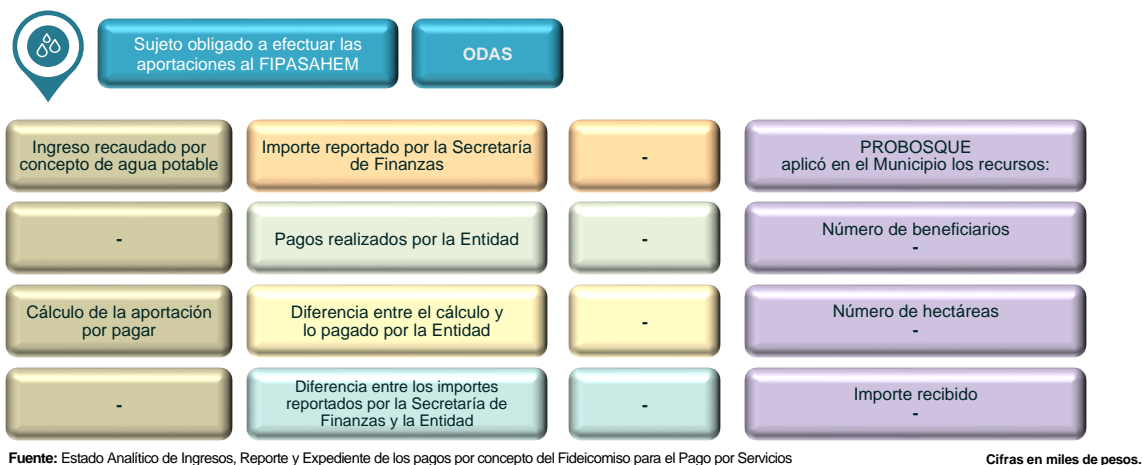 Sujeto obligado a efectuar las
aportaciones al FIPASAHEM
ODAS
Ingreso recaudado por
concepto de agua potable
Importe reportado por la Secretaría
de Finanzas
-
PROBOSQUE
aplicó en el Municipio los recursos:
-
Pagos realizados por la Entidad
-
Número de beneficiarios
-
Cálculo de la aportación
por pagar
Diferencia entre el cálculo y
lo pagado por la Entidad
-
Número de hectáreas
-
-
Diferencia entre los importes
reportados por la Secretaría de
Finanzas y la Entidad
-
Importe recibido
-
Fuente: Estado Analítico de Ingresos, Reporte y Expediente de los pagos por concepto del Fideicomiso para el Pago por Servicios
Cifras en miles de pesos.